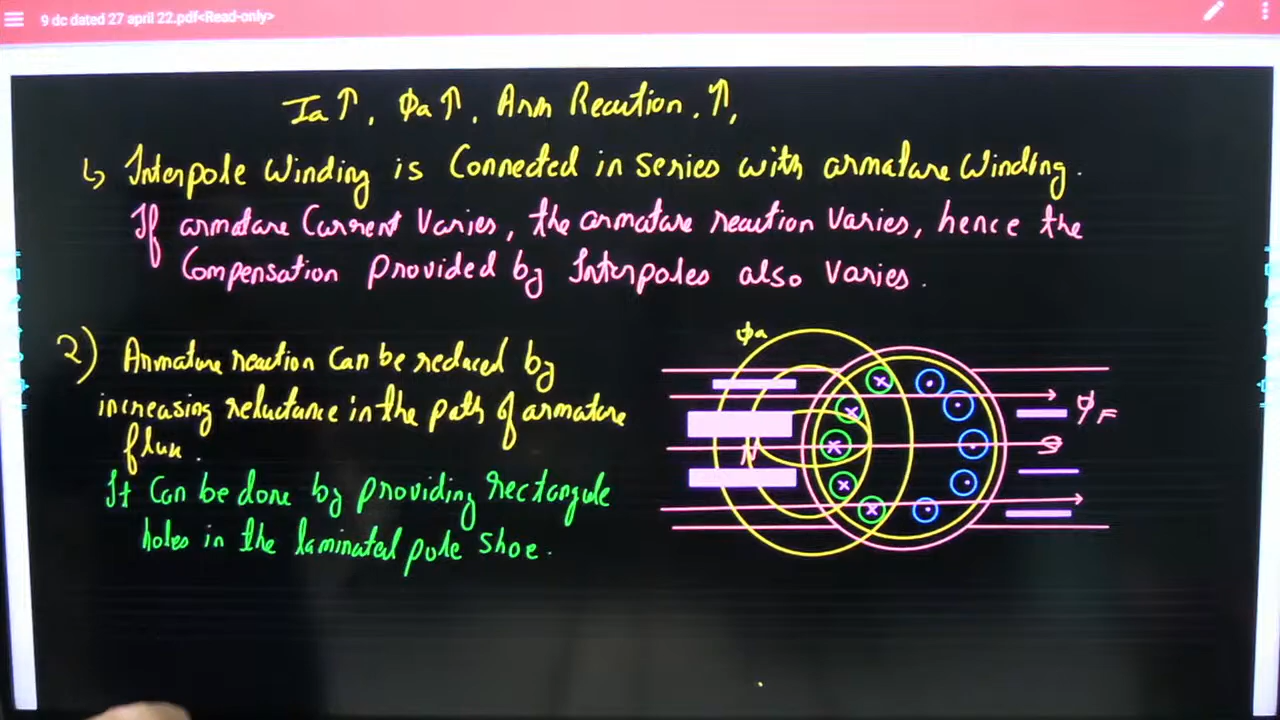 9 dc dated 27 april 22.pdf<Read-only>
Ia↑, ϕa↑, Arm Reaction. ↑,
↳ Interpole Winding is Connected in series with armature Winding.
If armature Current Varies, the armature reaction Varies, hence the
Compensation Provided by Interpoles also Varies.
2) Armature reaction can be reduced by
increasing reluctance in the path of armature
flux.
It Can be done by providing rectangule
holes in the laminated pole Shoe.
ϕa
ϕF
N
S